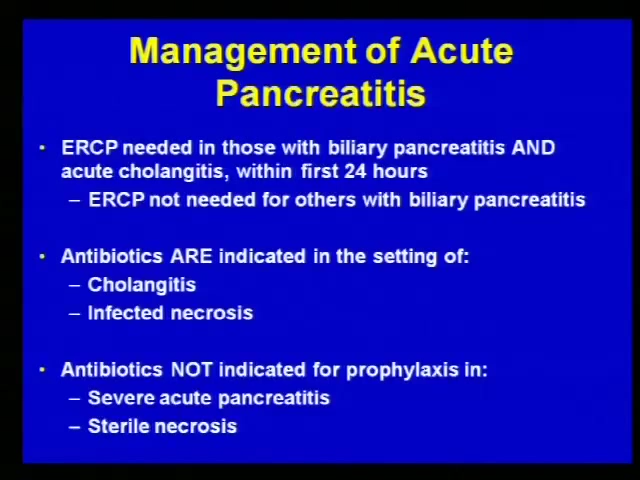 Management of Acute
Pancreatitis
• ERCP needed in those with biliary pancreatitis AND
acute cholangitis, within first 24 hours
– ERCP not needed for others with biliary pancreatitis
• Antibiotics ARE indicated in the setting of:
– Cholangitis
– Infected necrosis
• Antibiotics NOT indicated for prophylaxis in:
– Severe acute pancreatitis
– Sterile necrosis